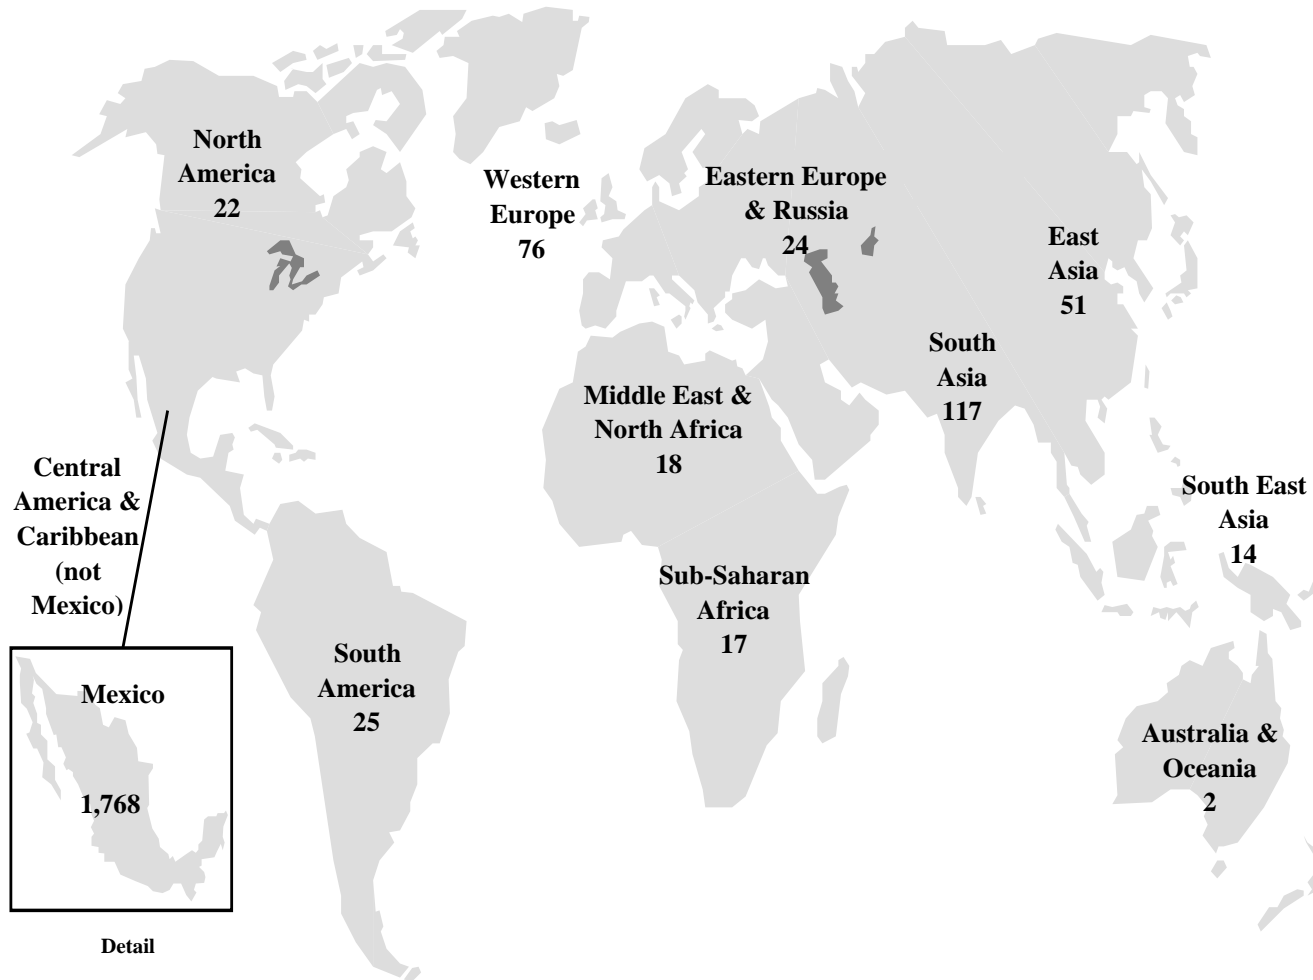 North
America
22
Western
Europe
76
Eastern Europe
& Russia
24
East
Asia
51
South
Asia
117
Middle East &
North Africa
18
Central
America &
Caribbean
(not
Mexico)
South East
Asia
14
Sub-Saharan
Africa
17
South
America
25
Mexico
1,768
Australia &
Oceania
2
Detail